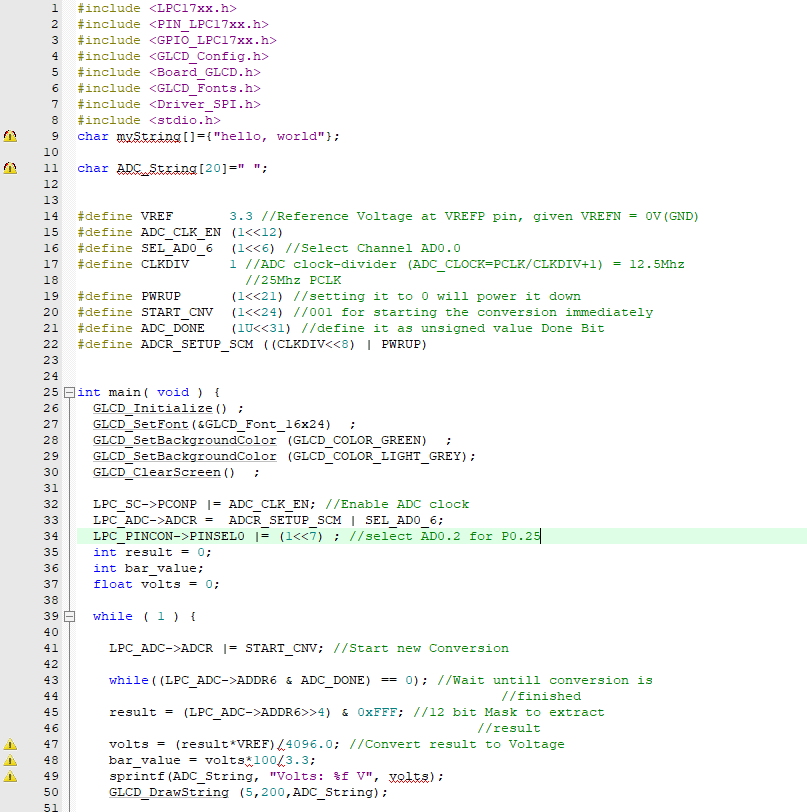 1 #include <LPC17xx.h>
2 #include <PIN_LPC17xx.h>
3 #include <GPIO_LPC17xx.h>
4 #include <GLCD_Config.h>
5 #include <Board_GLCD.h>
6 #include <GLCD_Fonts.h>
7 #include <Driver_SPI.h>
8 #include <stdio.h>
9 char myString[]={"hello, world"};
10
11 char ADC_String[20]=" ";
12
13
14 #define VREF 3.3 //Reference Voltage at VREFP pin, given VREFN = 0V(GND)
15 #define ADC_CLK_EN (1<<12)
16 #define SEL_AD0_6 (1<<6) //Select Channel AD0.0
17 #define CLKDIV 1 //ADC clock-divider (ADC_CLOCK=PCLK/CLKDIV+1) = 12.5Mhz
18 //25Mhz PCLK
19 #define PWRUP (1<<21) //setting it to 0 will power it down
20 #define START_CNV (1<<24) //001 for starting the conversion immediately
21 #define ADC_DONE (1U<<31) //define it as unsigned value Done Bit
22 #define ADCR_SETUP_SCM ((CLKDIV<<8) | PWRUP)
23
24
25 int main( void ) {
26 GLCD_Initialize() ;
27 GLCD_SetFont(&GLCD_Font_16x24) ;
28 GLCD_SetBackgroundColor (GLCD_COLOR_GREEN) ;
29 GLCD_SetBackgroundColor (GLCD_COLOR_LIGHT_GREY);
30 GLCD_ClearScreen() ;
31
32 LPC_SC->PCONP |= ADC_CLK_EN; //Enable ADC clock
33 LPC_ADC->ADCR = ADCR_SETUP_SCM | SEL_AD0_6;
34 LPC_PINCON->PINSEL0 |= (1<<7) ; //select AD0.2 for P0.25
35 int result = 0;
36 int bar_value;
37 float volts = 0;
38
39 while ( 1 ) {
40
41 LPC_ADC->ADCR |= START_CNV; //Start new Conversion
42
43 while((LPC_ADC->ADDR6 & ADC_DONE) == 0); //Wait untill conversion is
44 //finished
45 result = (LPC_ADC->ADDR6>>4) & 0xFFF; //12 bit Mask to extract
46 //result
47 volts = (result*VREF)/4096.0; //Convert result to Voltage
48 bar_value = volts*100/3.3;
49 sprintf(ADC_String, "Volts: %f V", volts);
50 GLCD_DrawString (5,200,ADC_String);
51